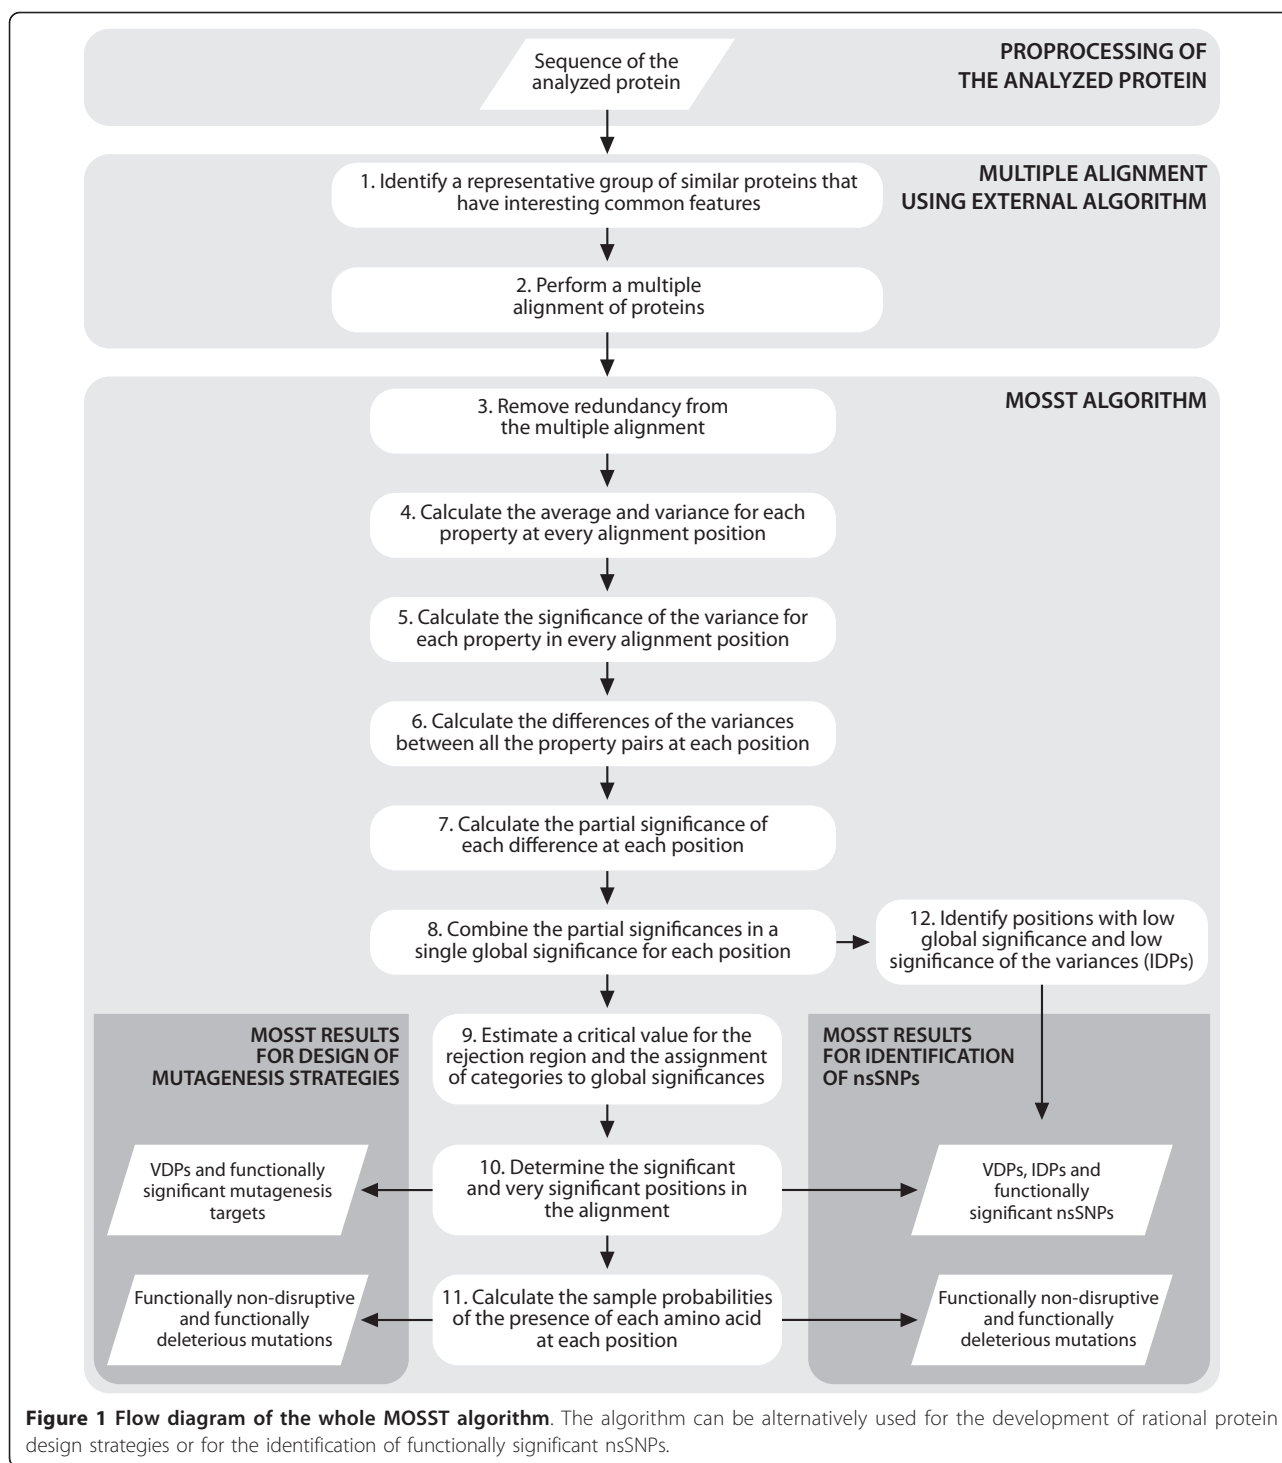 PROPROCESSING OF
THE ANALYZED PROTEIN
Sequence of the
analyzed protein
MULTIPLE ALIGNMENT
USING EXTERNAL ALGORITHM
1. Identify a representative group of similar proteins that
have interesting common features
2. Perform a multiple
alignment of proteins
MOSST ALGORITHM
3. Remove redundancy from
the multiple alignment
4. Calculate the average and variance for each
property at every alignment position
5. Calculate the significance of the variance for
each property in every alignment position
6. Calculate the differences of the variances
between all the property pairs at each position
7. Calculate the partial significance of
each difference at each position
8. Combine the partial significances in a
single global significance for each position
12. Identify positions with low
global significance and low
significance of the variances (IDPs)
MOSST RESULTS
FOR DESIGN OF
MUTAGENESIS STRATEGIES
9. Estimate a critical value for the
rejection region and the assignment
of categories to global significances
MOSST RESULTS
FOR IDENTIFICATION
OF nsSNPs
VDPs and functionally
significant mutagenesis
targets
10. Determine the significant
and very significant positions in
the alignment
VDPs, IDPs and
functionally
significant nsSNPs
Functionally non-disruptive
and functionally
deleterious mutations
11. Calculate the sample probabilities
of the presence of each amino acid
at each position
Functionally non-disruptive
and functionally
deleterious mutations
Figure 1 Flow diagram of the whole MOSST algorithm. The algorithm can be alternatively used for the development of rational protein
design strategies or for the identification of functionally significant nsSNPs.